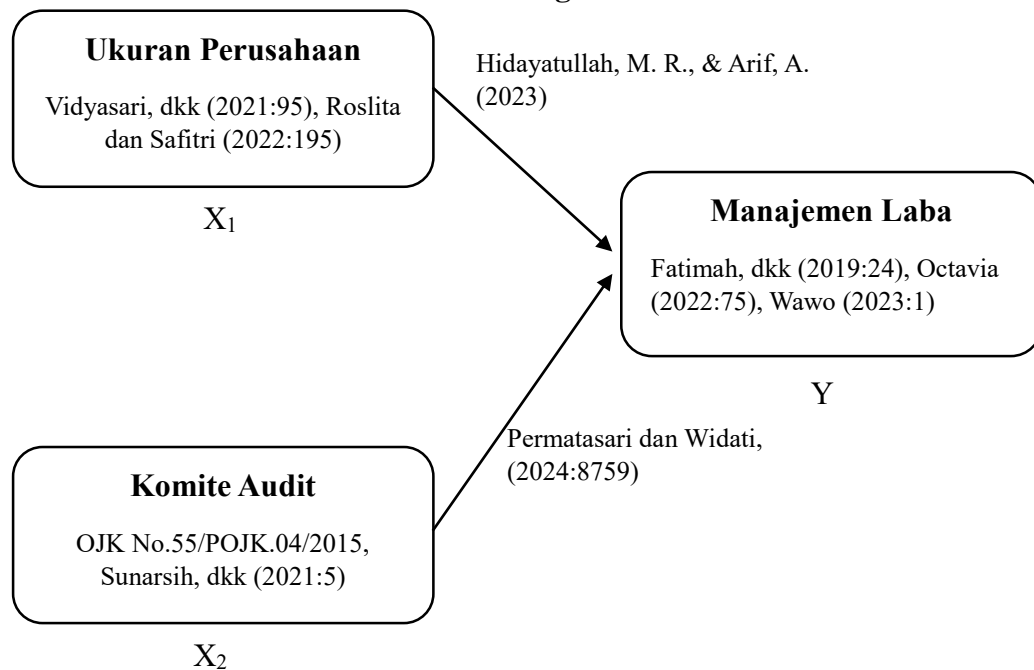 Ukuran Perusahaan
Vidyasari, dkk (2021:95), Roslita
dan Safitri (2022:195)
X₁
Hidayatullah, M. R., & Arif, A.
(2023)
Manajemen Laba
Fatimah, dkk (2019:24), Octavia
(2022:75), Wawo (2023:1)
Y
Permatasari dan Widati,
(2024:8759)
Komite Audit
OJK No.55/POJK.04/2015,
Sunarsih, dkk (2021:5)
X₂